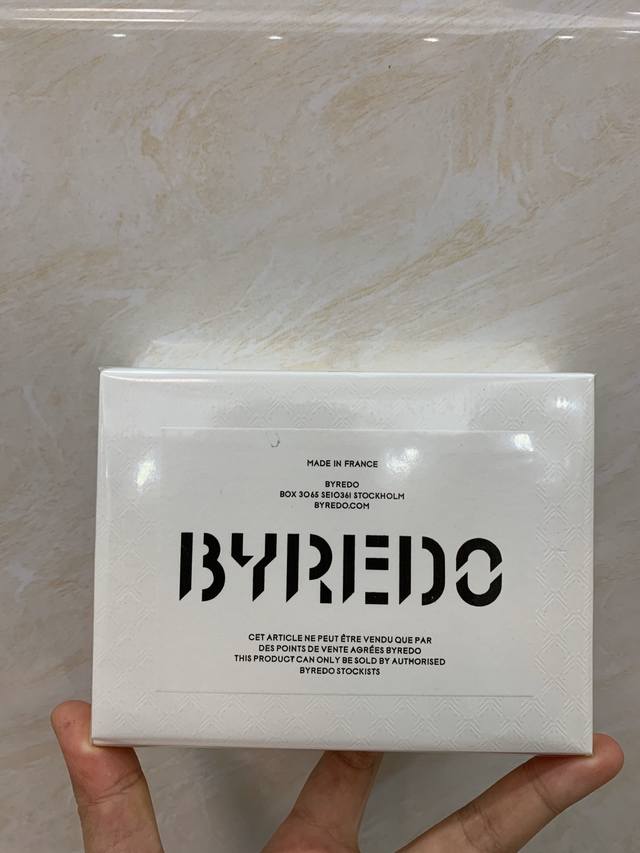 MADE IN FRANCE
BYREDO
BOX 3065 SE10361 STOCKHOLM
BYREDO.COM
BYREDO
CET ARTICLE NE PEUT ÊTRE VENDU QUE PAR
DES POINTS DE VENTE AGRÉES BYREDO
THIS PRODUCT CAN ONLY BE SOLD BY AUTHORISED
BYREDO STOCKISTS